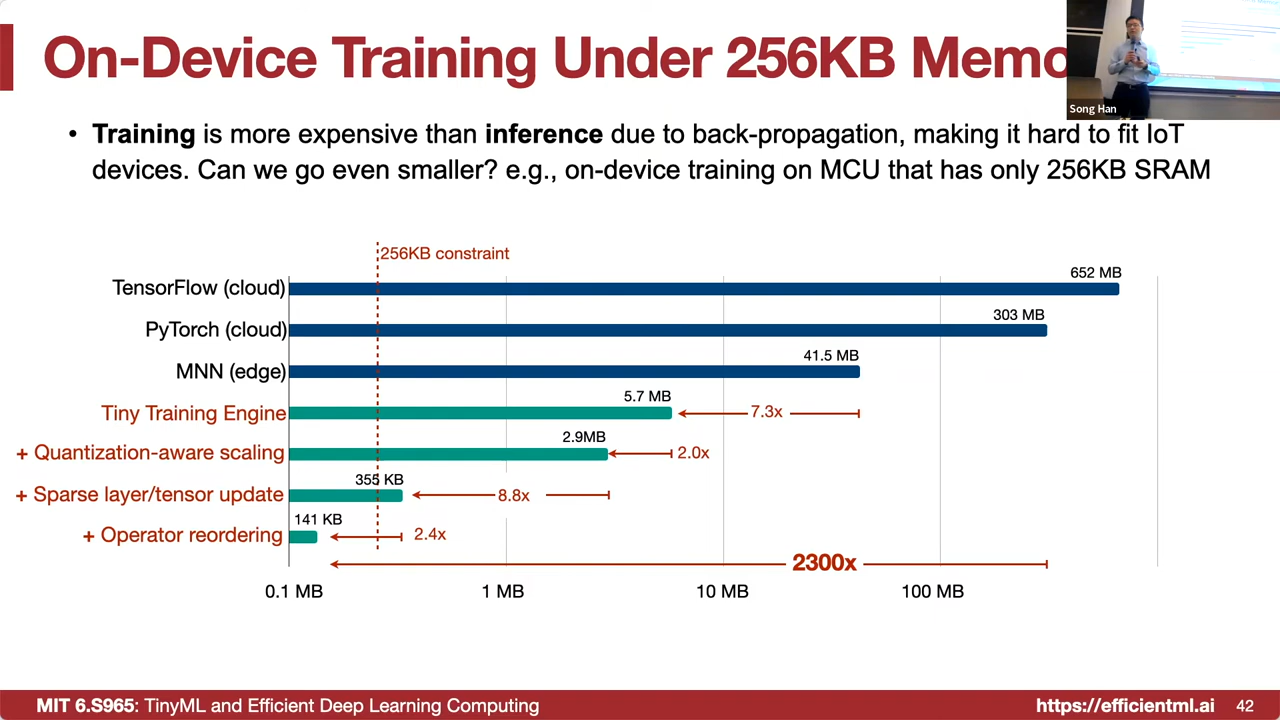 On-Device Training Under 256KB Memo
Song Han
• Training is more expensive than inference due to back-propagation, making it hard to fit IoT
devices. Can we go even smaller? e.g., on-device training on MCU that has only 256KB SRAM
256KB constraint
TensorFlow (cloud)
652 MB
PyTorch (cloud)
303 MB
MNN (edge)
41.5 MB
Tiny Training Engine
5.7 MB
7.3x
+ Quantization-aware scaling
2.9MB
2.0x
+ Sparse layer/tensor update
355 KB
8.8x
+ Operator reordering
141 KB
2.4x
2300x
0.1 MB
1 MB
10 MB
100 MB
MIT 6.S965: TinyML and Efficient Deep Learning Computing
https://efficientml.ai
42